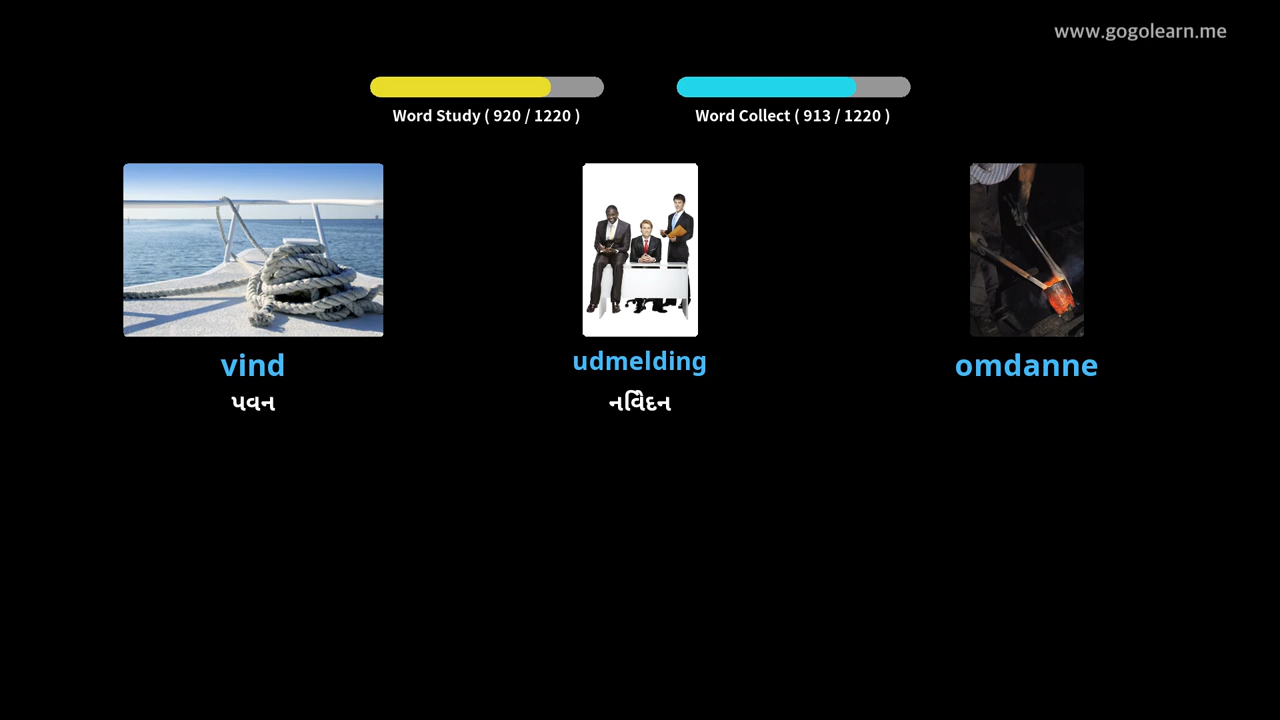 www.gogolearn.me
Word Study ( 920 / 1220 )
Word Collect ( 913 / 1220 )
vind
udmelding
omdanne
પવન
નિવેદન